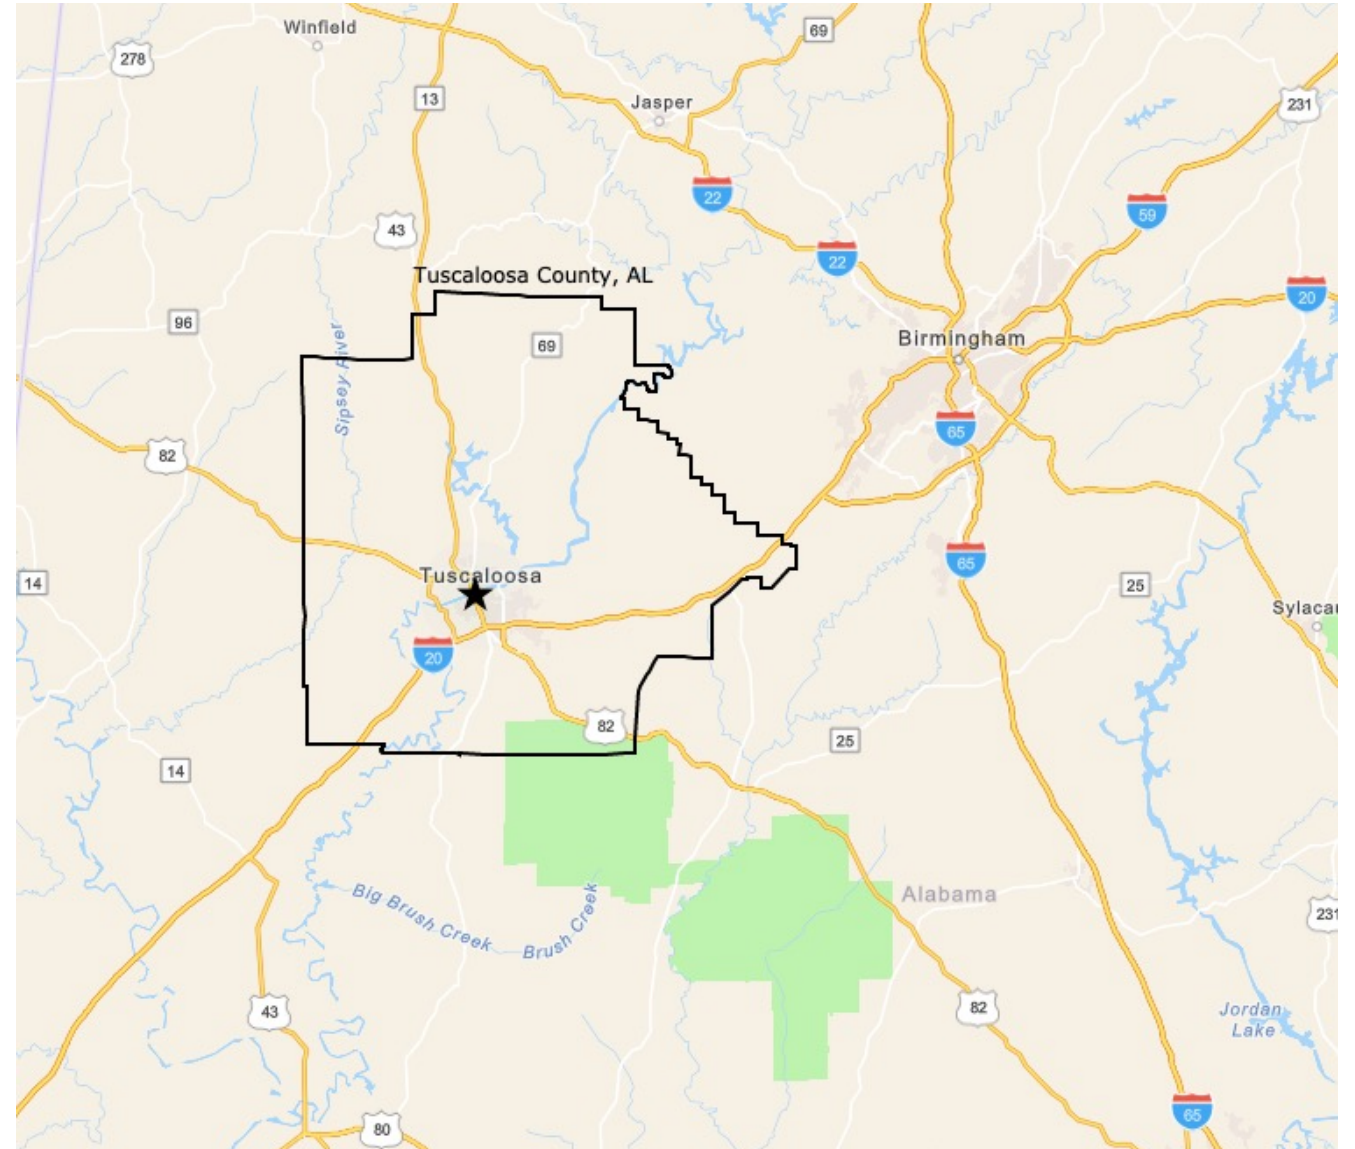 Winfield
69
278
13
Jasper
231
22
59
43
22
Tuscaloosa County, AL
20
96
Birmingham
69
Sipsey River
65
82
65
Tuscaloosa
14
25
Sylacau
20
82
25
14
Alabama
Big Brush Creek
Brush Creek
231
82
43
Jordan
Lake
65
80